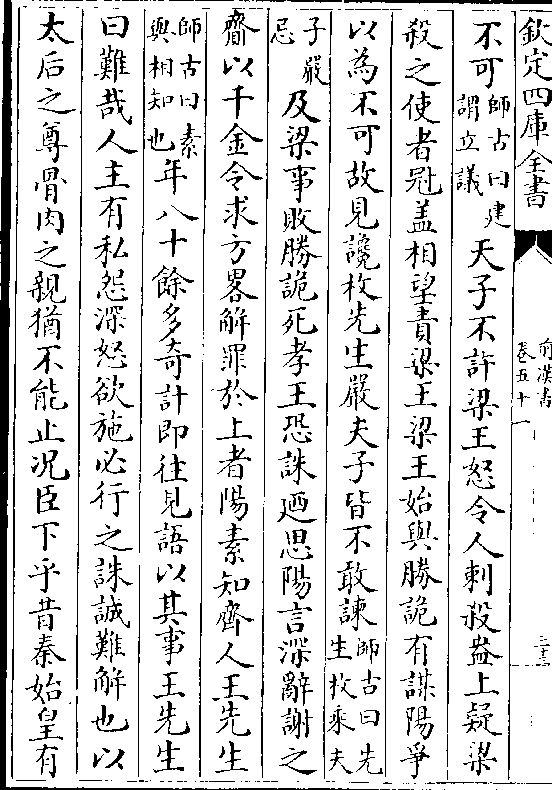 欽定四庫全書
前漢書
卷五十一
二十三
不可師古曰建謂立議天子不許梁王怒令人刺殺盎上疑梁
殺之使者冠蓋相望責梁王梁王始與勝詭有謀陽爭
以為不可故見讒枚先生嚴夫子皆不敢諫師古曰先生枚乘夫
子嚴忌及梁事敗勝詭死孝王恐誅廼思陽言深辭謝之
齎以千金令求方畧解罪於上者陽素知齊人王先生
師古曰素與相知也年八十餘多奇計即往見語以其事王先生
曰難哉人主有私怨深怒欲施必行之誅誠難解也以
太后之尊骨肉之親猶不能止况臣下乎昔秦始皇有